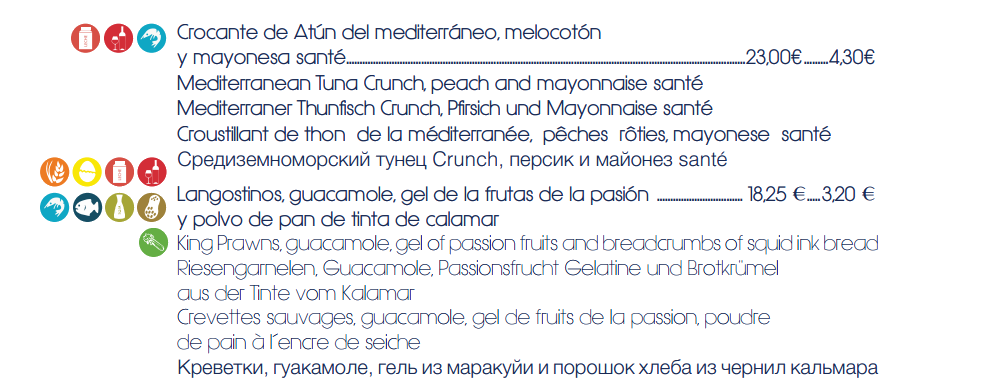 Crocante de Atún del mediterráneo, melocotón
y mayonesa santé..........23,00€.........4,30€
Mediterranean Tuna Crunch, peach and mayonnaise santé
Mediterraner Thunfisch Crunch, Pfirsich und Mayonnaise santé
Croustillant de thon de la méditerranée, pêches rôties, mayonese santé
Средиземноморский тунец Crunch, персик и майонез santé
Langostinos, guacamole, gel de la frutas de la pasión .......... 18,25 €.....3,20 €
y polvo de pan de tinta de calamar
King Prawns, guacamole, gel of passion fruits and breadcrumbs of squid ink bread
Riesengarnelen, Guacamole, Passionsfrucht Gelatine und Brotkrümel
aus der Tinte vom Kalamar
Crevettes sauvages, guacamole, gel de fruits de la passion, poudre
de pain à l´encre de seiche
Креветки, гуакамоле, гель из маракуйи и порошок хлеба из чернил кальмара